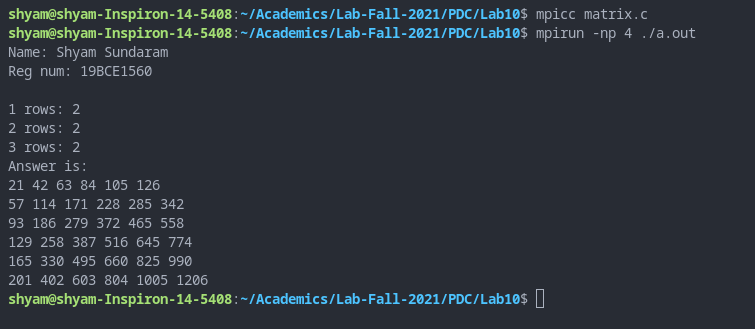 shyam@shyam-Inspiron-14-5408:~/Academics/Lab-Fall-2021/PDC/Lab10$ mpicc matrix.c
shyam@shyam-Inspiron-14-5408:~/Academics/Lab-Fall-2021/PDC/Lab10$ mpirun -np 4 ./a.out
Name: Shyam Sundaram
Reg num: 19BCE1560
1 rows: 2
2 rows: 2
3 rows: 2
Answer is:
21 42 63 84 105 126
57 114 171 228 285 342
93 186 279 372 465 558
129 258 387 516 645 774
165 330 495 660 825 990
201 402 603 804 1005 1206
shyam@shyam-Inspiron-14-5408:~/Academics/Lab-Fall-2021/PDC/Lab10$